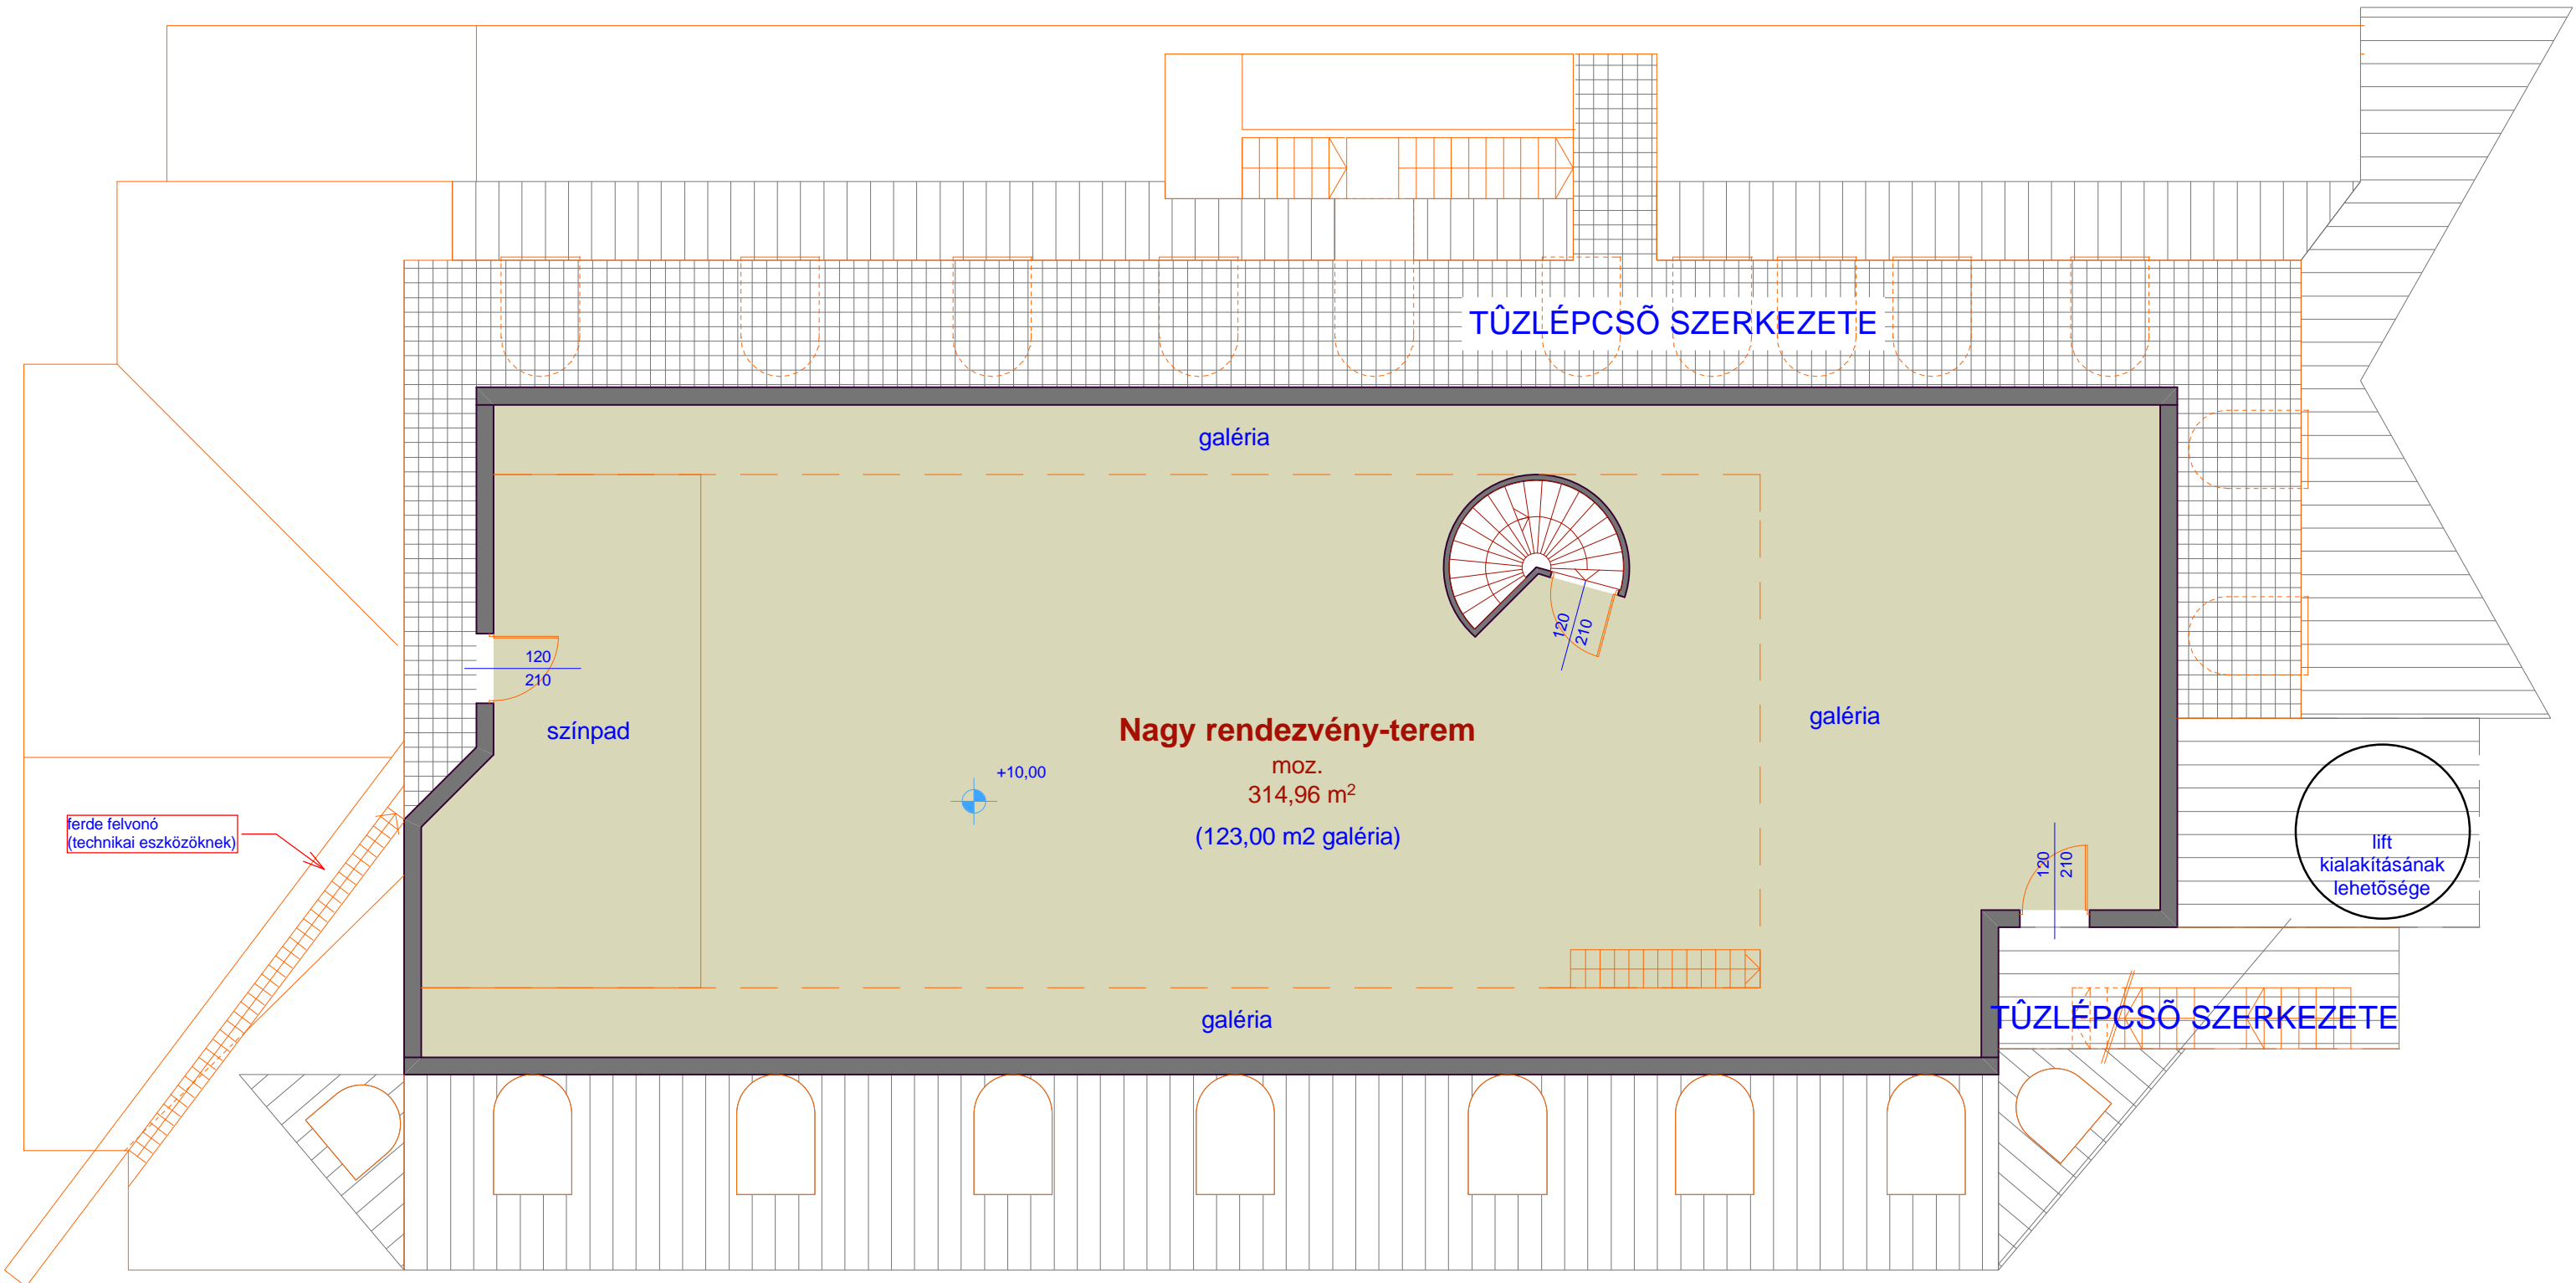 TÛZLÉPCSÕ SZERKEZETE
galéria
120
210
120
210
színpad
galéria
Nagy rendezvény-terem
moz.
314,96 m²
(123,00 m2 galéria)
+10,00
ferde felvonó
(technikai eszközöknek)
120
210
lift
kialakításának
lehetõsége
galéria
TÛZLÉPCSÕ SZERKEZETE